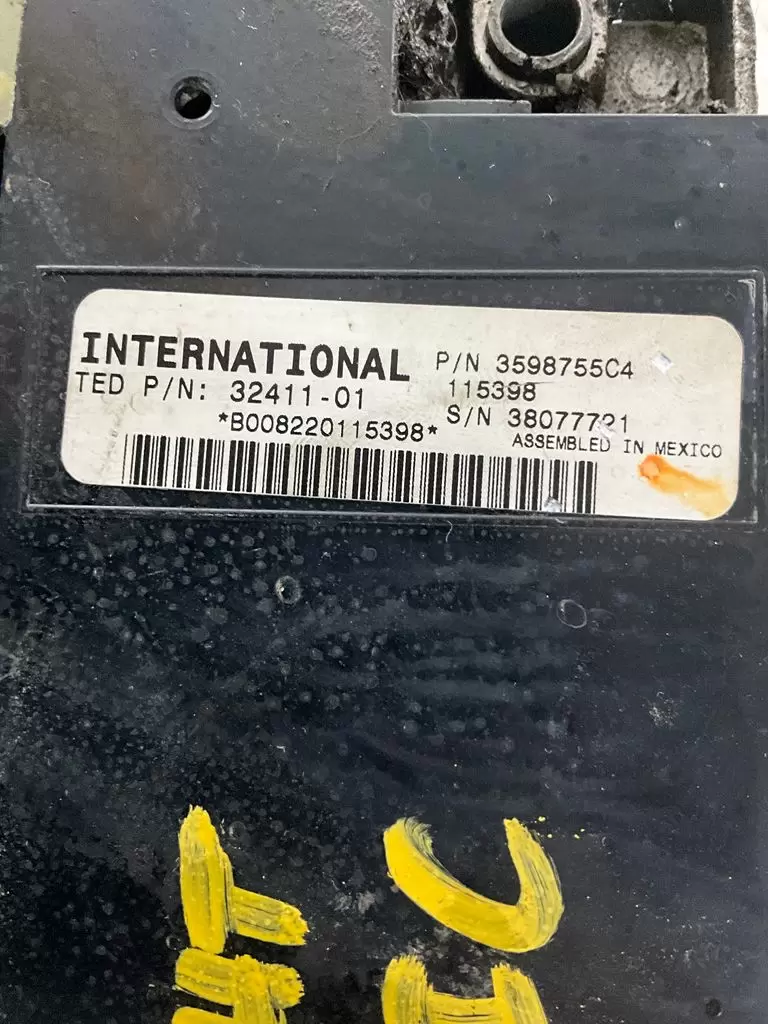 INTERNATIONAL P/N 3598755C4
TED P/N: 32411-01 115398
*B008220115398* S/N 38077721
ASSEMBLED IN MEXICO